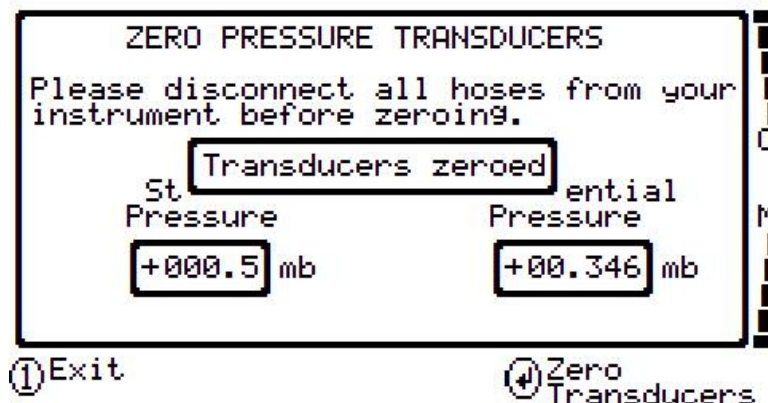 ZERO PRESSURE TRANSDUCERS
Please disconnect all hoses from your
instrument before zeroing.
Transducers zeroed
St ential
Pressure Pressure
+000.5 mb +00.346 mb
1 Exit Zero
Transducers